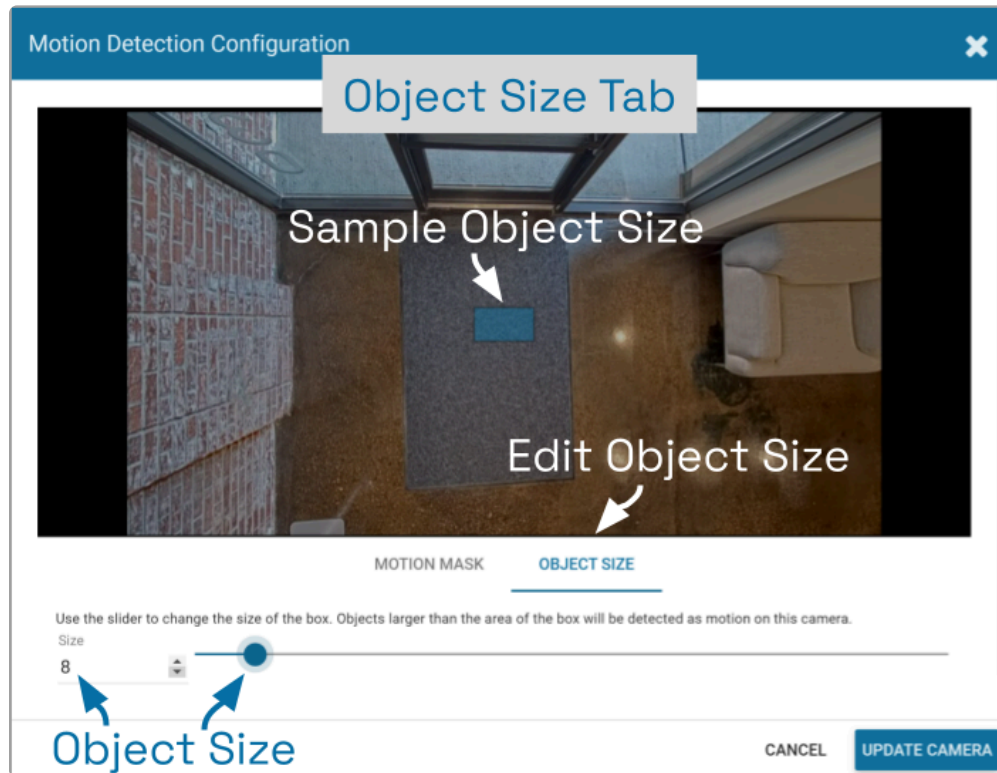 Motion Detection Configuration
Object Size Tab
Sample Object Size
Edit Object Size
MOTION MASK OBJECT SIZE
Use the slider to change the size of the box. Objects larger than the area of the box will be detected as motion on this camera.
Size
8
Object Size
CANCEL UPDATE CAMERA